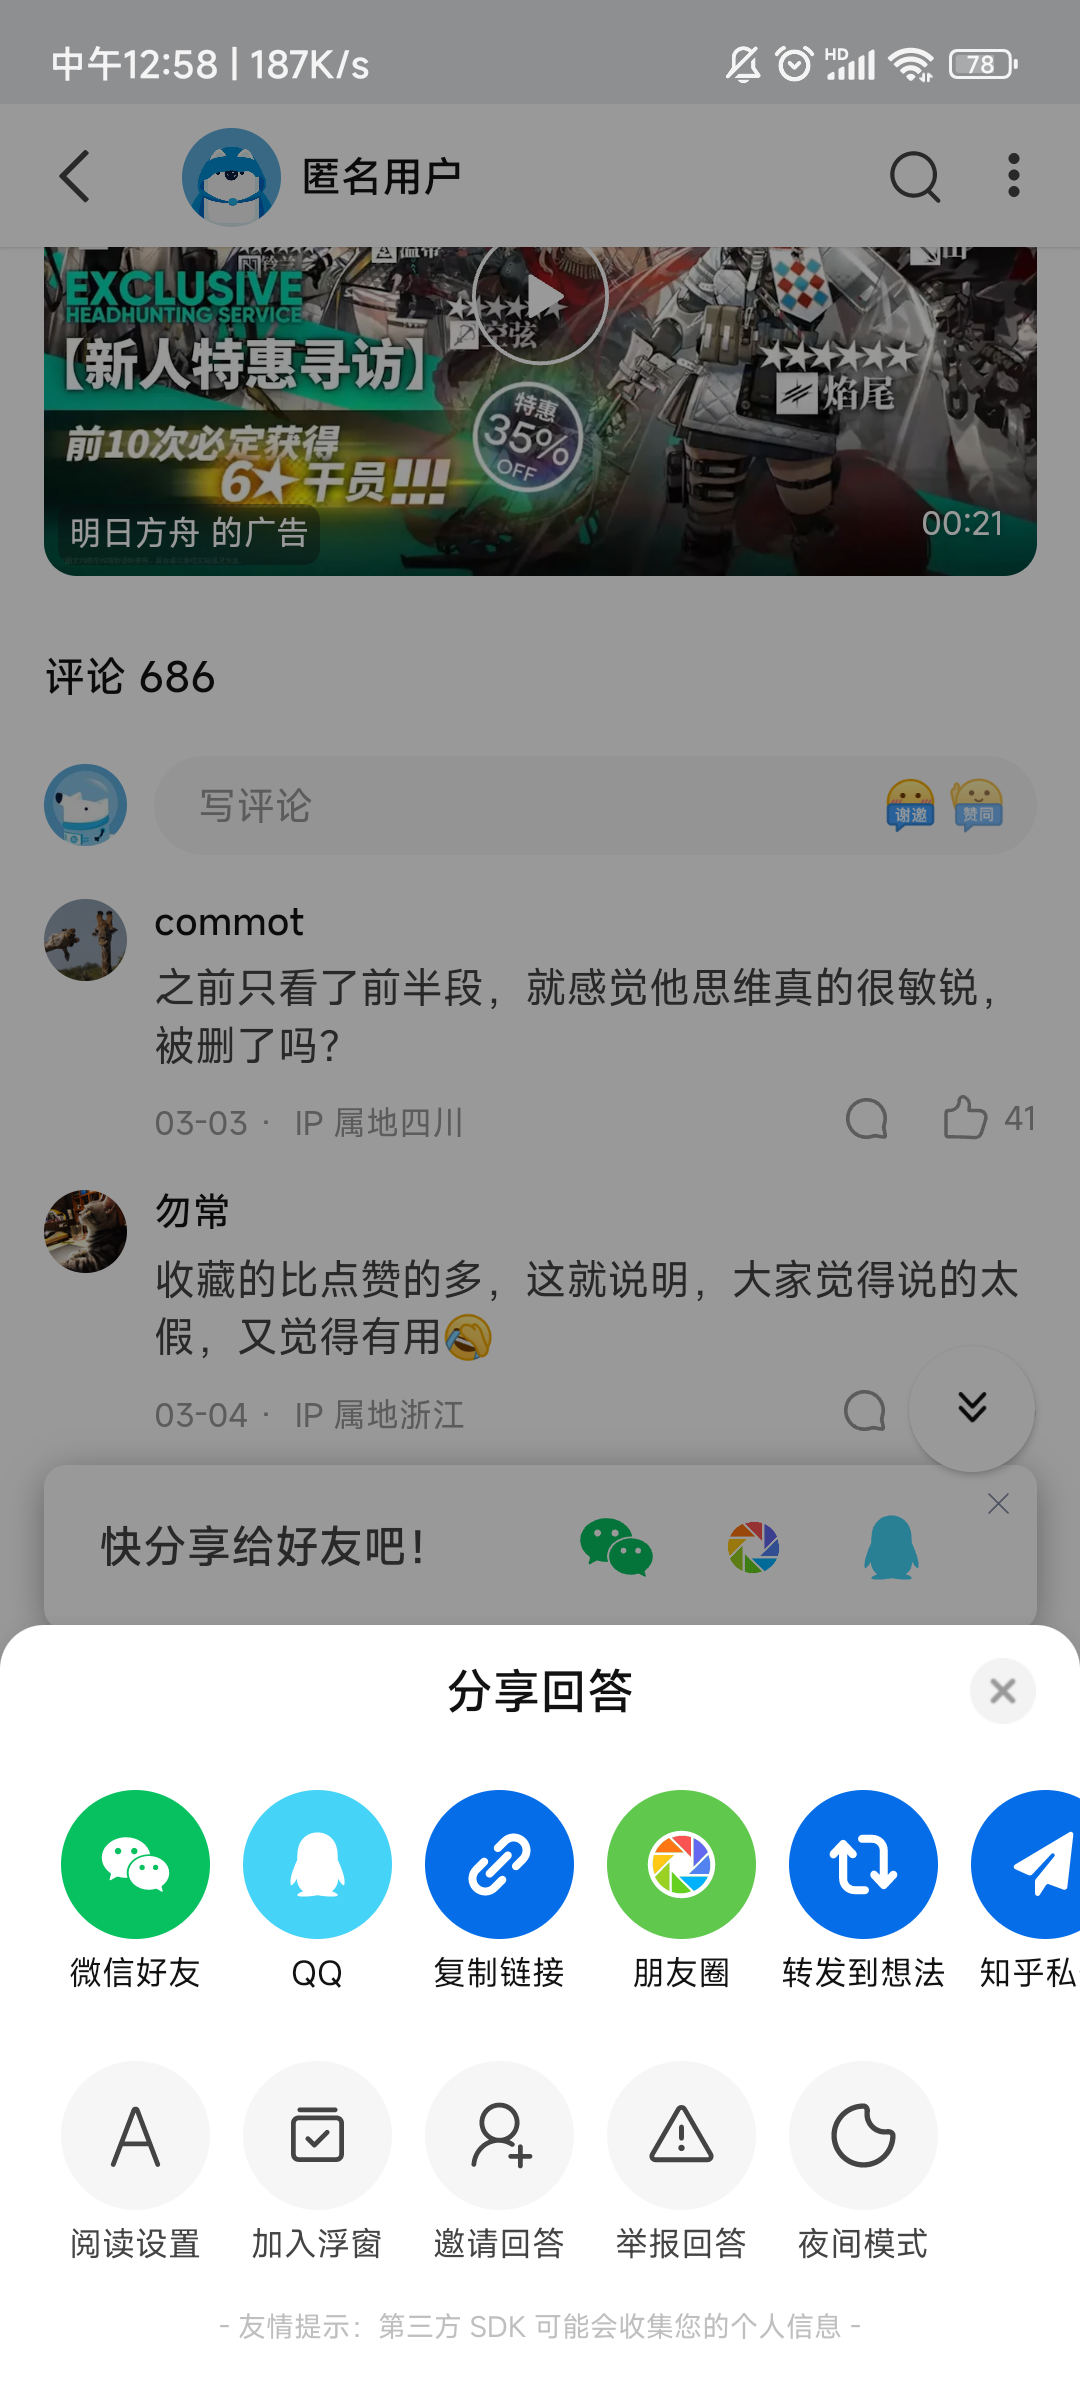 中午12:58 | 187K/s
HD
78
匿名用户
EXCLUSIVE
HEADHUNTING SERVICE
【新人特惠寻访】
前10次必定获得
6★干员!!!
特惠
35%
OFF
★★★★★★
★★★★★★
焰尾
明日方舟 的广告
00:21
评论 686
写评论
谢邀
赞同
commot
之前只看了前半段，就感觉他思维真的很敏锐，
被删了吗？
03-03 · IP 属地四川
41
勿常
收藏的比点赞的多，这就说明，大家觉得说的太
假，又觉得有用
03-04 · IP 属地浙江
快分享给好友吧！
分享回答
微信好友
QQ
复制链接
朋友圈
转发到想法
知乎私
阅读设置
加入浮窗
邀请回答
举报回答
夜间模式
- 友情提示：第三方 SDK 可能会收集您的个人信息 -